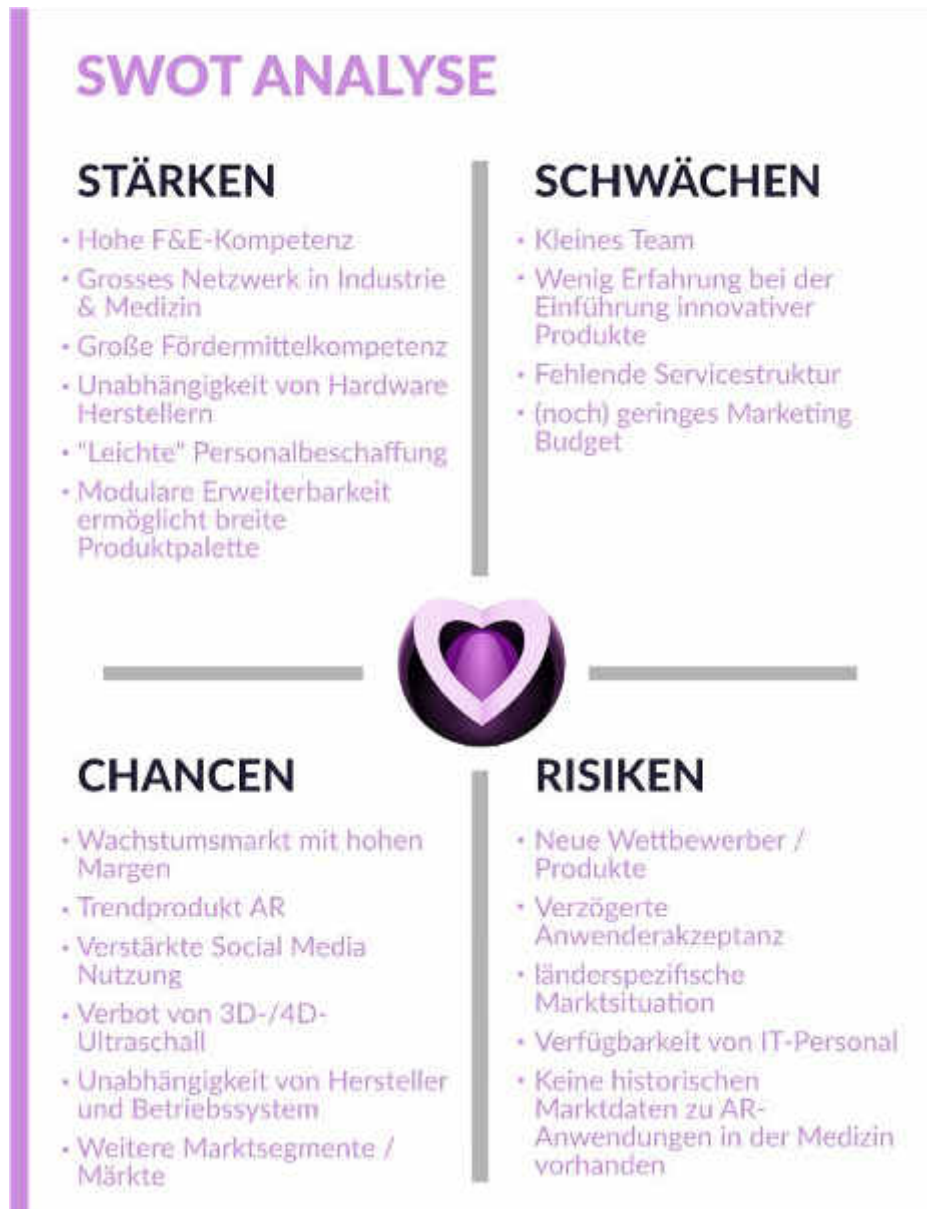 SWOT ANALYSE
STÄRKEN
• Hohe F&E-Kompetenz
• Grosses Netzwerk in Industrie
& Medizin
• Große Fördermittelkompetenz
• Unabhängigkeit von Hardware
Herstellern
• "Leichte" Personalbeschaffung
• Modulare Erweiterbarkeit
ermöglicht breite
Produktpalette
SCHWÄCHEN
• Kleines Team
• Wenig Erfahrung bei der
Einführung innovativer
Produkte
• Fehlende Servicestruktur
• (noch) geringes Marketing
Budget
CHANCEN
• Wachstumsmarkt mit hohen
Margen
• Trendprodukt AR
• Verstärkte Social Media
Nutzung
• Verbot von 3D-/4D-
Ultraschall
• Unabhängigkeit von Hersteller
und Betriebssystem
• Weitere Marktsegmente /
Märkte
RISIKEN
• Neue Wettbewerber /
Produkte
• Verzögerte
Anwenderakzeptanz
• länderspezifische
Marktsituation
• Verfügbarkeit von IT-Personal
• Keine historischen
Marktdaten zu AR-
Anwendungen in der Medizin
vorhanden